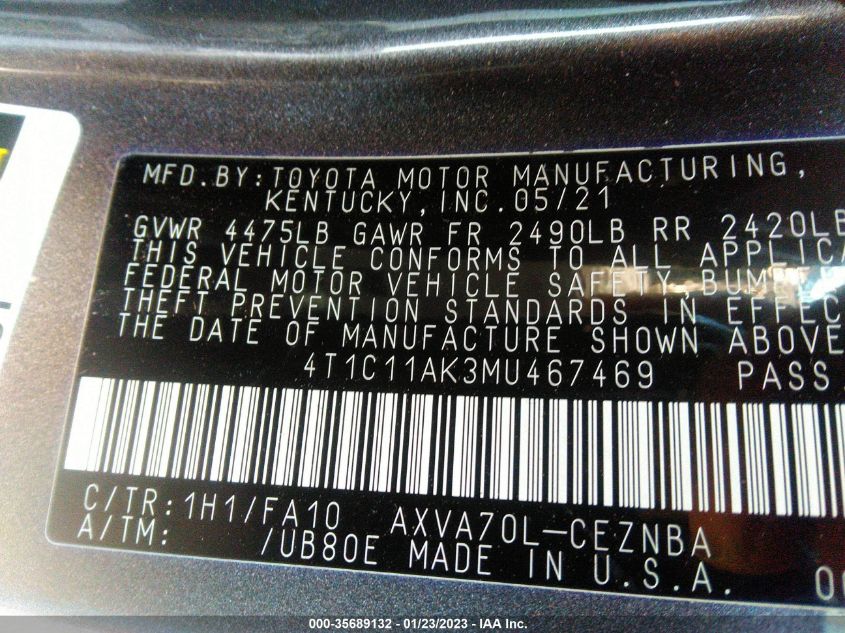 MFD.BY:TOYOTA MOTOR MANUFACTURING,
KENTUCKY,INC.05/21
GVWR 4475LB GAWR FR 2490LB RR 2420LB
THIS VEHICLE CONFORMS TO ALL APPLICA
FEDERAL MOTOR VEHICLE SAFETY,BUMPER
THEFT PREVENTION STANDARDS IN EFFEC
THE DATE OF MANUFACTURE SHOWN ABOVE
4T1C11AK3MU467469 PASS.
C/TR:1H1/FA10 AXVA70L-CEZNBA
A/TM: /UB80E MADE IN U.S.A.
000-35689132 - 01/23/2023 - IAA Inc.